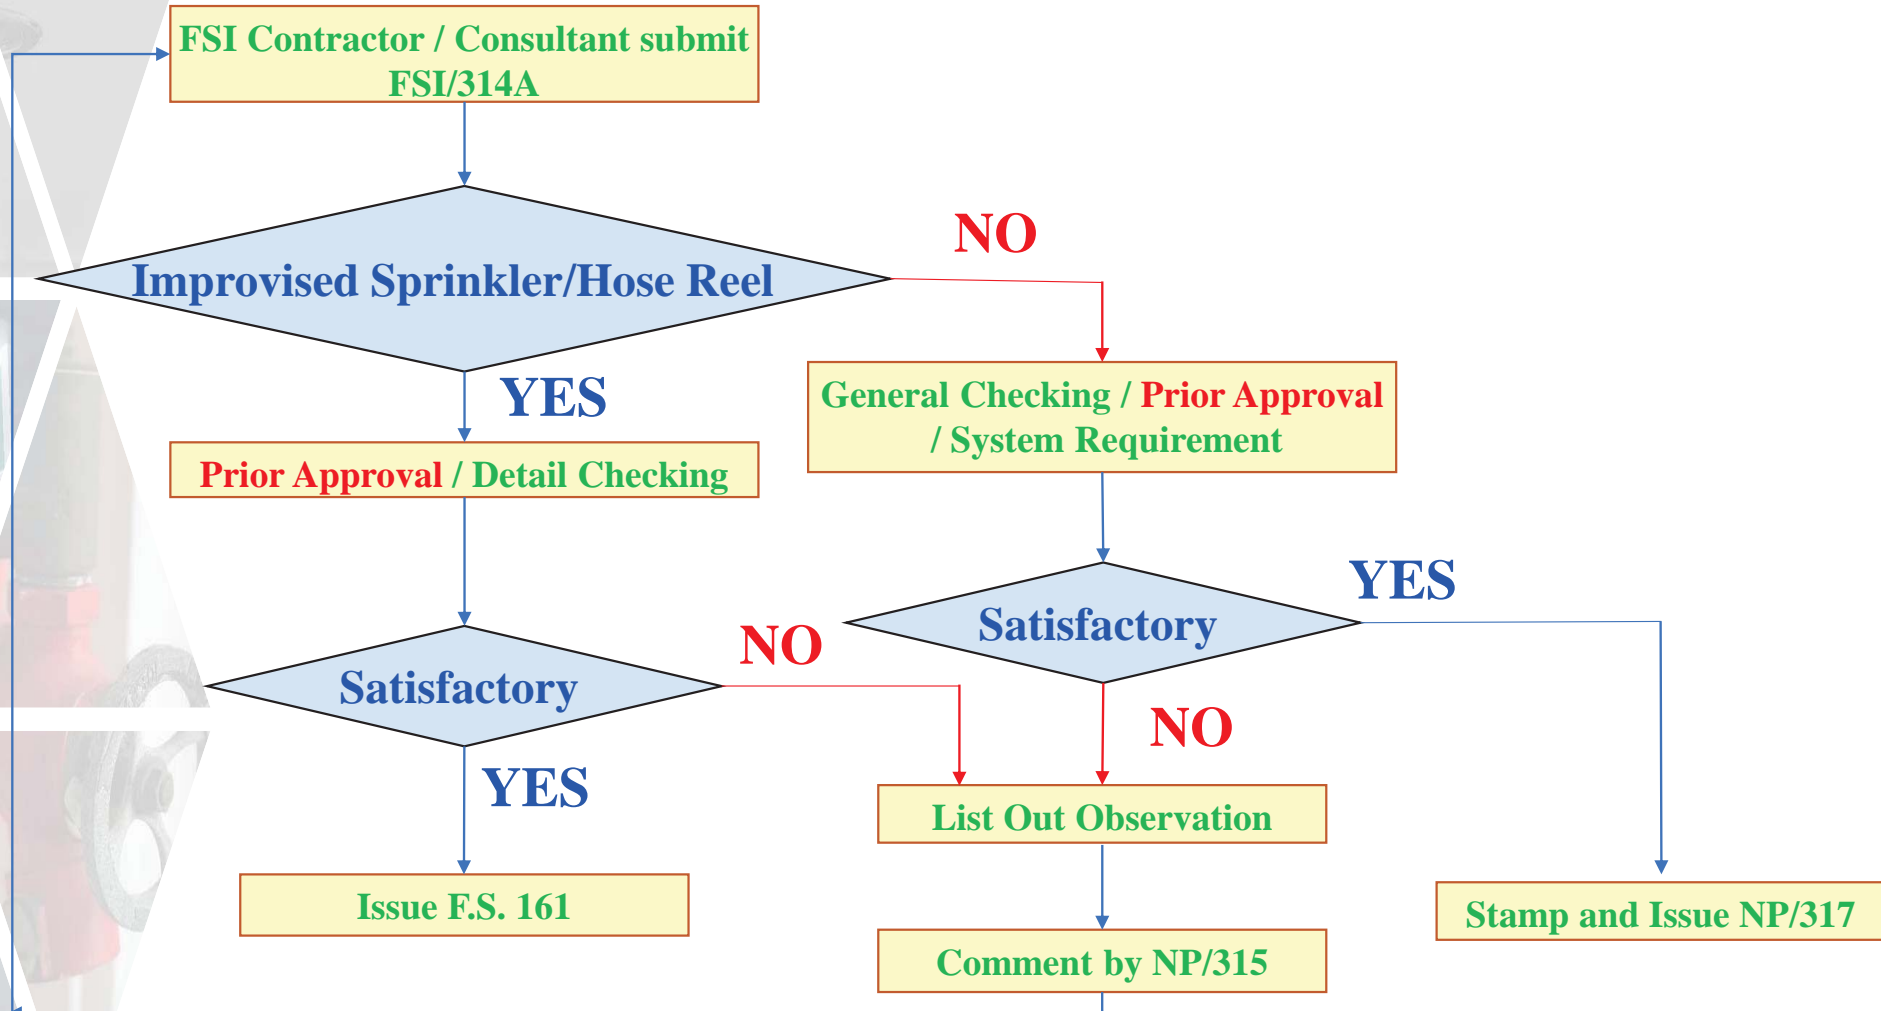 FSI Contractor / Consultant submit
FSI/314A
Improvised Sprinkler/Hose Reel
NO
YES
General Checking / Prior Approval
/ System Requirement
Prior Approval / Detail Checking
Satisfactory
YES
Satisfactory
NO
NO
YES
List Out Observation
Issue F.S. 161
Stamp and Issue NP/317
Comment by NP/315